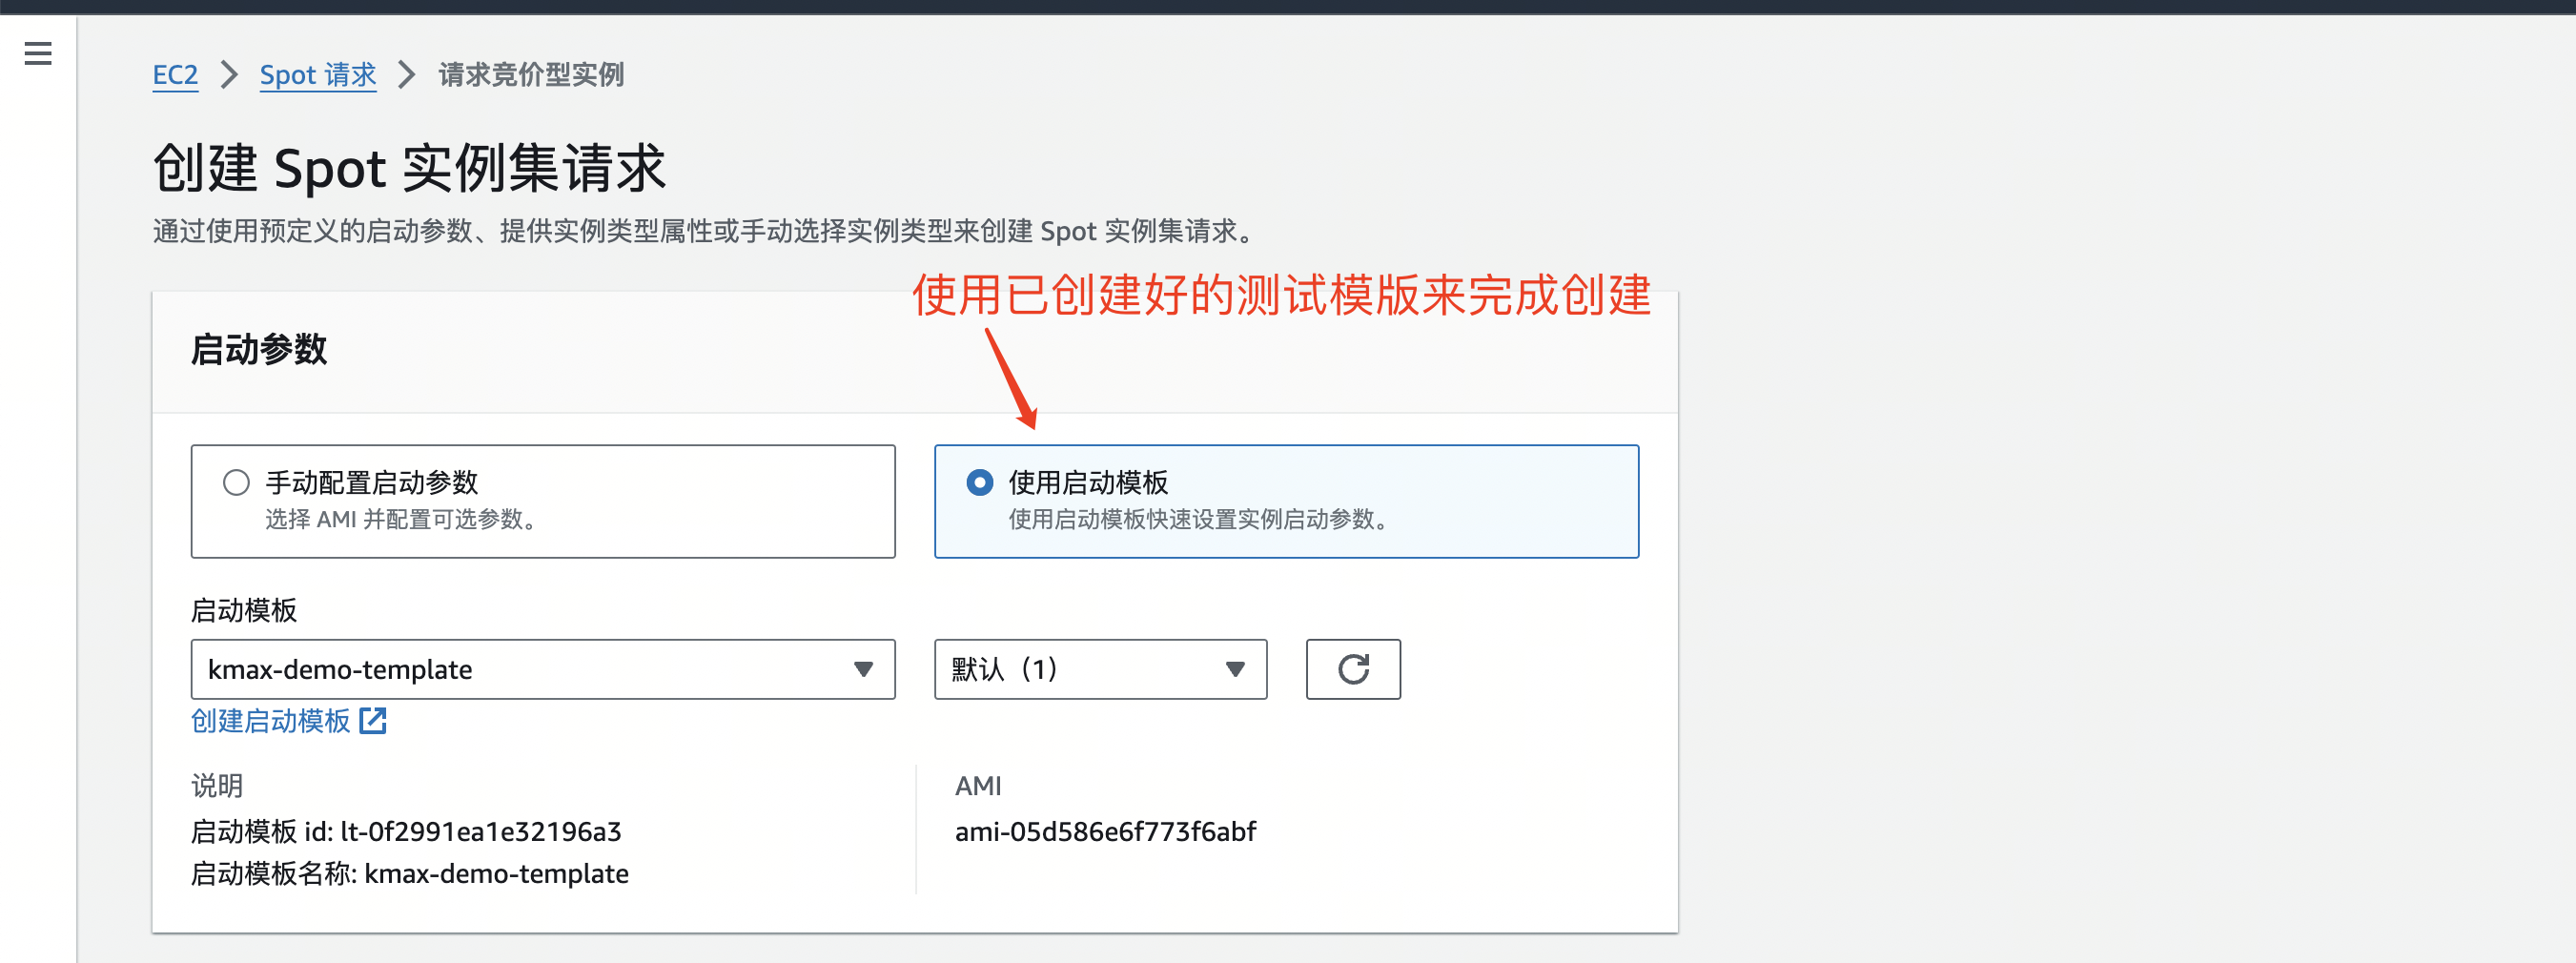 EC2 > Spot 请求 > 请求竞价型实例
创建 Spot 实例集请求
通过使用预定义的启动参数、提供实例类型属性或手动选择实例类型来创建 Spot 实例集请求。
使用已创建好的测试模版来完成创建
启动参数
手动配置启动参数
选择 AMI 并配置可选参数。
使用启动模板
使用启动模板快速设置实例启动参数。
启动模板
kmax-demo-template
默认（1）
创建启动模板
说明
启动模板 id: lt-0f2991ea1e32196a3
启动模板名称: kmax-demo-template
AMI
ami-05d586e6f773f6abf